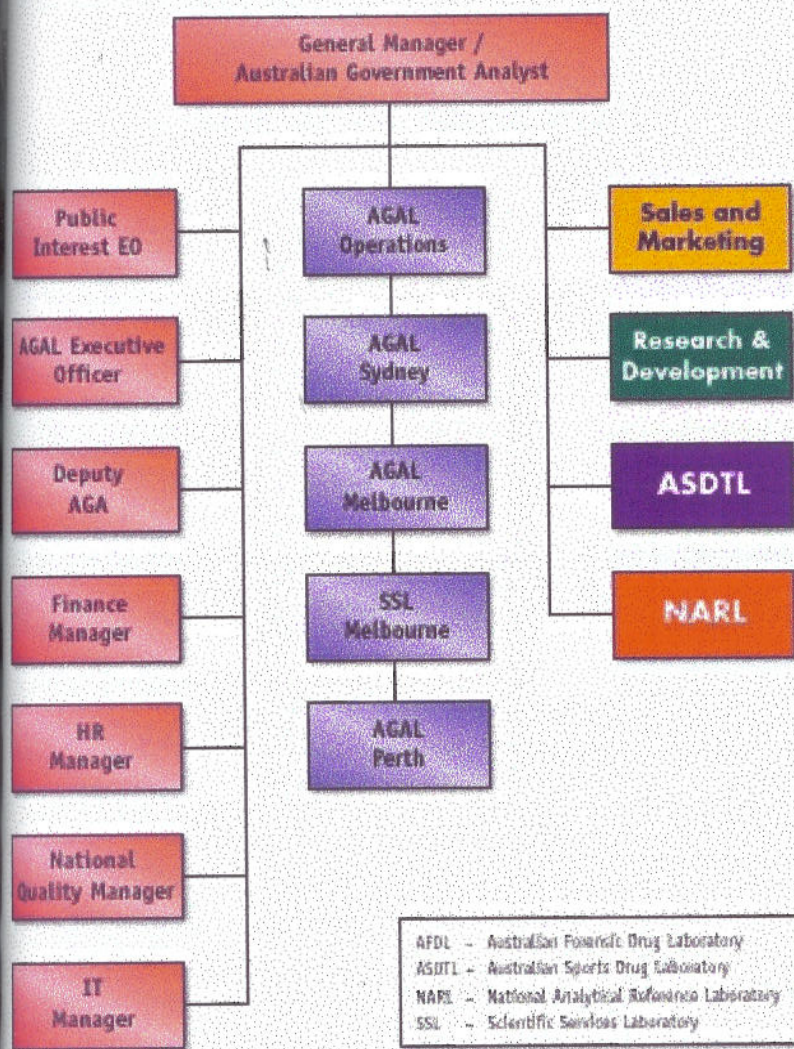 General Manager /
Australian Government Analyst
Public
Interest EO
AGAL Executive
Officer
Deputy
AGA
Finance
Manager
HR
Manager
National
Quality Manager
IT
Manager
AGAL
Operations
AGAL
Sydney
AGAL
Melbourne
SSL
Melbourne
AGAL
Perth
Sales and
Marketing
Research &
Development
ASDTL
NARL
AFDL – Australian Forensic Drug Laboratory
ASDTL – Australian Sports Drug Laboratory
NARL – National Analytical Reference Laboratory
SSL – Scientific Services Laboratory